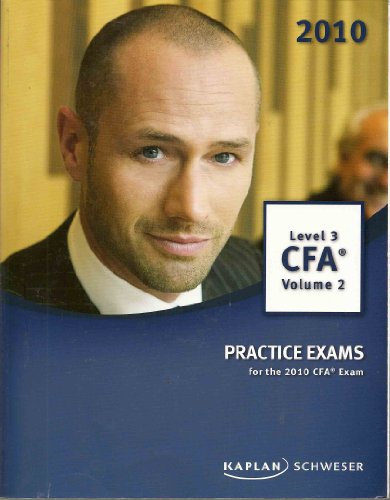 2010
Level 3
CFA®
Volume 2
PRACTICE EXAMS
for the 2010 CFA® Exam
KAPLAN SCHWESER